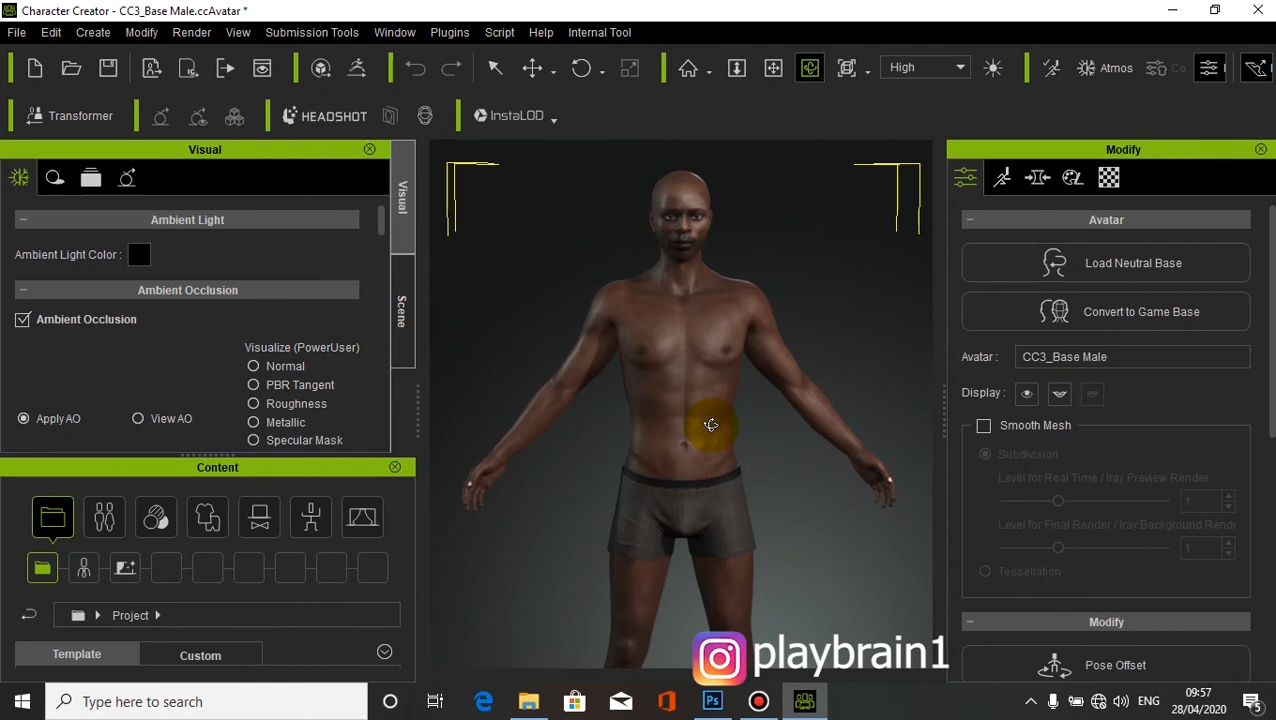 Character Creator - CC3_Base Male.ccAvatar *
File Edit Create Modify Render View Submission Tools Window Plugins Script Help Internal Tool
High Atmos Co
Transformer HEADSHOT InstaLOD
Visual
Visual
Scene
Ambient Light
Ambient Light Color :
Ambient Occlusion
Ambient Occlusion
Visualize (PowerUser)
Normal
PBR Tangent
Roughness
Metallic
Specular Mask
Apply AO View AO
Content
Project
Template Custom
Modify
Avatar
Load Neutral Base
Convert to Game Base
Avatar : CC3_Base Male
Display :
Smooth Mesh
Subdivision
Level for Real Time / Iray Preview Render
1
Level for Final Render / Iray Background Rende
1
Tessellation
Modify
Pose Offset
playbrain1
Type here to search
ENG
09:57
28/04/2020
5